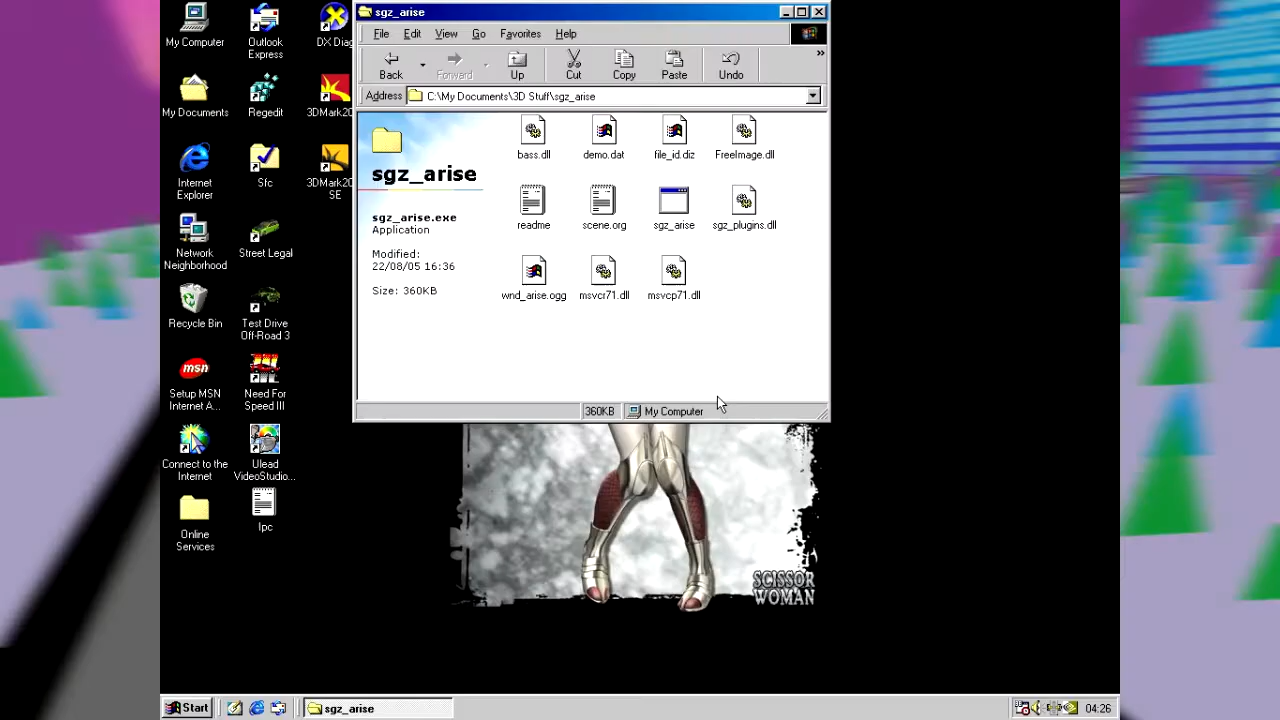 sgz_arise
File Edit View Go Favorites Help
Back Forward Up Cut Copy Paste Undo
Address C:\My Documents\3D Stuff\sgz_arise
sgz_arise
sgz_arise.exe
Application
Modified:
22/08/05 16:36
Size: 360KB
bass.dll demo.dat file_id.diz FreeImage.dll
readme scene.org sgz_arise sgz_plugins.dll
wnd_arise.ogg msvcr71.dll msvcp71.dll
360KB My Computer
My Computer
Outlook
Express
DX Diag
My Documents
Regedit
Internet
Explorer
Sfc
SE
Network
Neighborhood
Street Legal
Recycle Bin
Test Drive
Off-Road 3
msn
Setup MSN
Internet A...
Need For
Speed III
Connect to the
Internet
Ulead
VideoStudio...
Online
Services
lpc
SCISSOR
WOMAN
Start
sgz_arise
04:26